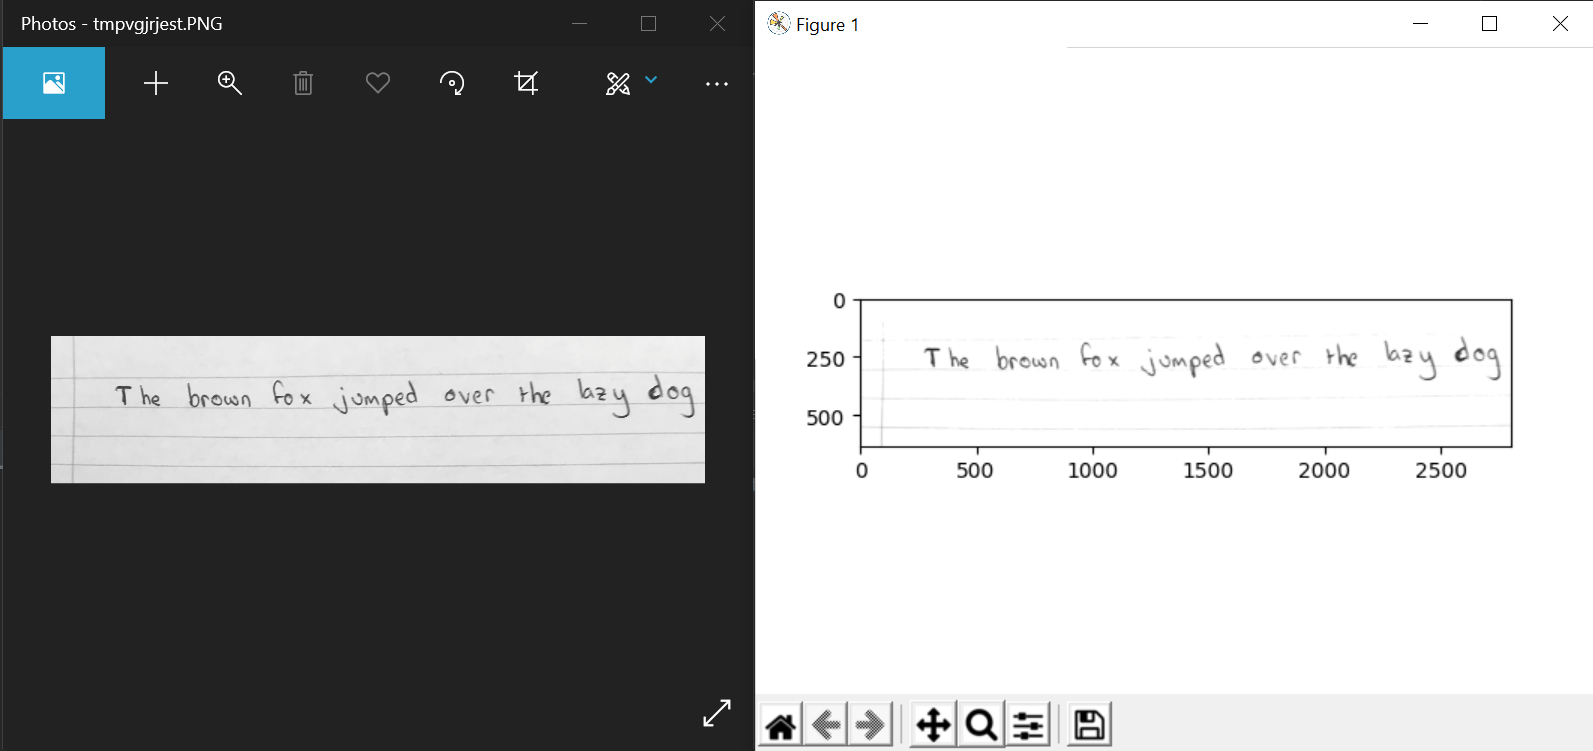 Photos - tmpvgjrjest.PNG
The brown fox jumped over the lazy dog
Figure 1
0
250
500
The brown fox jumped over the lazy dog
0 500 1000 1500 2000 2500